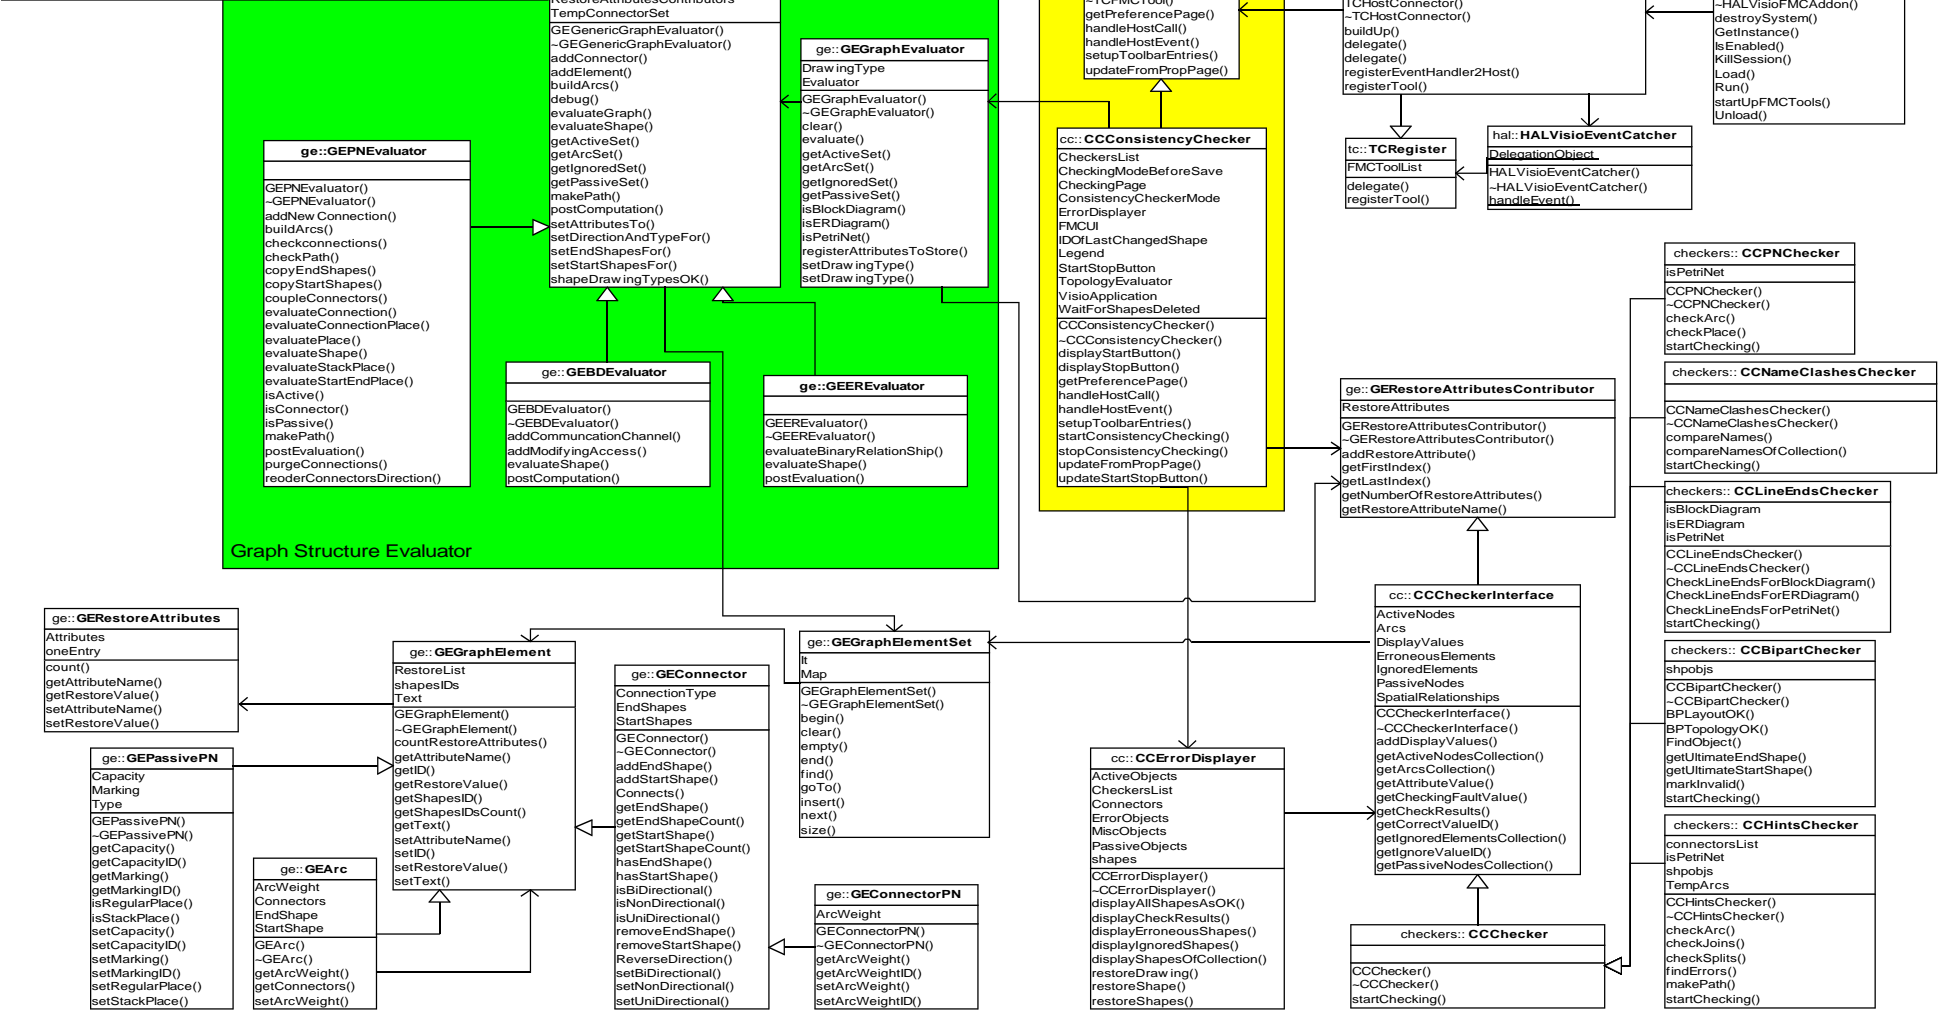 RestoreAttributesContributors
TempConnectorSet
GEGenericGraphEvaluator()
~GEGenericGraphEvaluator()
addConnector()
addElement()
buildArcs()
debug()
evaluateGraph()
evaluateShape()
getActiveSet()
getArcSet()
getIgnoredSet()
getPassiveSet()
makePath()
postComputation()
setAttributesTo()
setDirectionAndTypeFor()
setEndShapesFor()
setStartShapesFor()
shapeDrawingTypesOK()
ge::GEGraphEvaluator
DrawingType
Evaluator
GEGraphEvaluator()
~GEGraphEvaluator()
clear()
evaluate()
getActiveSet()
getArcSet()
getIgnoredSet()
getPassiveSet()
isBlockDiagram()
isERDiagram()
isPetriNet()
registerAttributesToStore()
setDrawingType()
setDrawingType()
ge::GEPNEvaluator
GEPNEvaluator()
~GEPNEvaluator()
addNewConnection()
buildArcs()
checkconnections()
checkPath()
copyEndShapes()
copyStartShapes()
coupleConnectors()
evaluateConnection()
evaluateConnectionPlace()
evaluatePlace()
evaluateShape()
evaluateStackPlace()
evaluateStartEndPlace()
isActive()
isConnector()
isPassive()
makePath()
postEvaluation()
purgeConnections()
reoderConnectorsDirection()
ge::GEBDEvaluator
GEBDEvaluator()
~GEBDEvaluator()
addCommuncationChannel()
addModifyingAccess()
evaluateShape()
postComputation()
ge::GEEREvaluator
GEEREvaluator()
~GEEREvaluator()
evaluateBinaryRelationShip()
evaluateShape()
postEvaluation()
Graph Structure Evaluator
~TCFMCTool()
getPreferencePage()
handleHostCall()
handleHostEvent()
setupToolbarEntries()
updateFromPropPage()
cc::CCConsistencyChecker
CheckersList
CheckingModeBeforeSave
CheckingPage
ConsistencyCheckerMode
ErrorDisplayer
FMCUI
IDOfLastChangedShape
Legend
StartStopButton
TopologyEvaluator
VisioApplication
WaitForShapesDeleted
CCConsistencyChecker()
~CCConsistencyChecker()
displayStartButton()
displayStopButton()
getPreferencePage()
handleHostCall()
handleHostEvent()
setupToolbarEntries()
startConsistencyChecking()
stopConsistencyChecking()
updateFromPropPage()
updateStartStopButton()
TCHostConnector()
~TCHostConnector()
buildUp()
delegate()
delegate()
registerEventHandler2Host()
registerTool()
~HALVisioFMCAddon()
destroySystem()
GetInstance()
IsEnabled()
KillSession()
Load()
Run()
startUpFMCTools()
Unload()
tc::TCRegister
FMCToolList
delegate()
registerTool()
hal::HALVisioEventCatcher
DelegationObject
HALVisioEventCatcher()
~HALVisioEventCatcher()
handleEvent()
checkers:: CCPNChecker
isPetriNet
CCPNChecker()
~CCPNChecker()
checkArc()
checkPlace()
startChecking()
checkers:: CCNameClashesChecker
CCNameClashesChecker()
~CCNameClashesChecker()
compareNames()
compareNamesOfCollection()
startChecking()
ge::GERestoreAttributesContributor
RestoreAttributes
GERestoreAttributesContributor()
~GERestoreAttributesContributor()
addRestoreAttribute()
getFirstIndex()
getLastIndex()
getNumberOfRestoreAttributes()
getRestoreAttributeName()
checkers:: CCLineEndsChecker
isBlockDiagram
isERDiagram
isPetriNet
CCLineEndsChecker()
~CCLineEndsChecker()
CheckLineEndsForBlockDiagram()
CheckLineEndsForERDiagram()
CheckLineEndsForPetriNet()
startChecking()
ge::GERestoreAttributes
Attributes
oneEntry
count()
getAttributeName()
getRestoreValue()
setAttributeName()
setRestoreValue()
ge::GEGraphElement
RestoreList
shapesIDs
Text
GEGraphElement()
~GEGraphElement()
countRestoreAttributes()
getAttributeName()
getID()
getRestoreValue()
getShapesID()
getShapesIDsCount()
getText()
setAttributeName()
setID()
setRestoreValue()
setText()
ge::GEPassivePN
Capacity
Marking
Type
GEPassivePN()
~GEPassivePN()
getCapacity()
getCapacityID()
getMarking()
getMarkingID()
isRegularPlace()
isStackPlace()
setCapacity()
setCapacityID()
setMarking()
setMarkingID()
setRegularPlace()
setStackPlace()
ge::GEArc
ArcWeight
Connectors
EndShape
StartShape
GEArc()
~GEArc()
getArcWeight()
getConnectors()
setArcWeight()
ge::GEConnector
ConnectionType
EndShapes
StartShapes
GEConnector()
~GEConnector()
addEndShape()
addStartShape()
Connects()
getEndShape()
getEndShapeCount()
getStartShape()
getStartShapeCount()
hasEndShape()
hasStartShape()
isBiDirectional()
isNonDirectional()
isUniDirectional()
removeEndShape()
removeStartShape()
ReverseDirection()
setBiDirectional()
setNonDirectional()
setUniDirectional()
ge::GEGraphElementSet
It
Map
GEGraphElementSet()
~GEGraphElementSet()
begin()
clear()
empty()
end()
find()
goTo()
insert()
next()
size()
ge::GEConnectorPN
ArcWeight
GEConnectorPN()
~GEConnectorPN()
getArcWeight()
getArcWeightID()
setArcWeight()
setArcWeightID()
cc::CCErrorDisplayer
ActiveObjects
CheckersList
Connectors
ErrorObjects
MiscObjects
PassiveObjects
shapes
CCErrorDisplayer()
~CCErrorDisplayer()
displayAllShapesAsOK()
displayCheckResults()
displayErroneousShapes()
displayIgnoredShapes()
displayShapesOfCollection()
restoreDrawing()
restoreShape()
restoreShapes()
cc::CCCheckerInterface
ActiveNodes
Arcs
DisplayValues
ErroneousElements
IgnoredElements
PassiveNodes
SpatialRelationships
CCCheckerInterface()
~CCCheckerInterface()
addDisplayValues()
getActiveNodesCollection()
getArcsCollection()
getAttributeValue()
getCheckingFaultValue()
getCheckResults()
getCorrectValueID()
getIgnoredElementsCollection()
getIgnoreValueID()
getPassiveNodesCollection()
checkers:: CCChecker
CCChecker()
~CCChecker()
startChecking()
checkers:: CCBipartChecker
shpobjs
CCBipartChecker()
~CCBipartChecker()
BPLayoutOK()
BPTopologyOK()
FindObject()
getUltimateEndShape()
getUltimateStartShape()
markInvalid()
startChecking()
checkers:: CCHintsChecker
connectorsList
isPetriNet
shpobjs
TempArcs
CCHintsChecker()
~CCHintsChecker()
checkArc()
checkJoins()
checkSplits()
findErrors()
makePath()
startChecking()